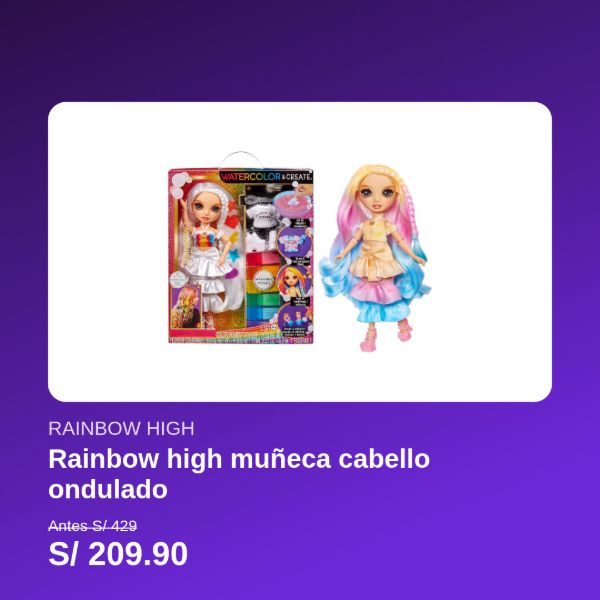 WATERCOLOR & CREATE.
RAINBOW HIGH
Rainbow high muñeca cabello
ondulado
Antes S/ 429
S/ 209.90